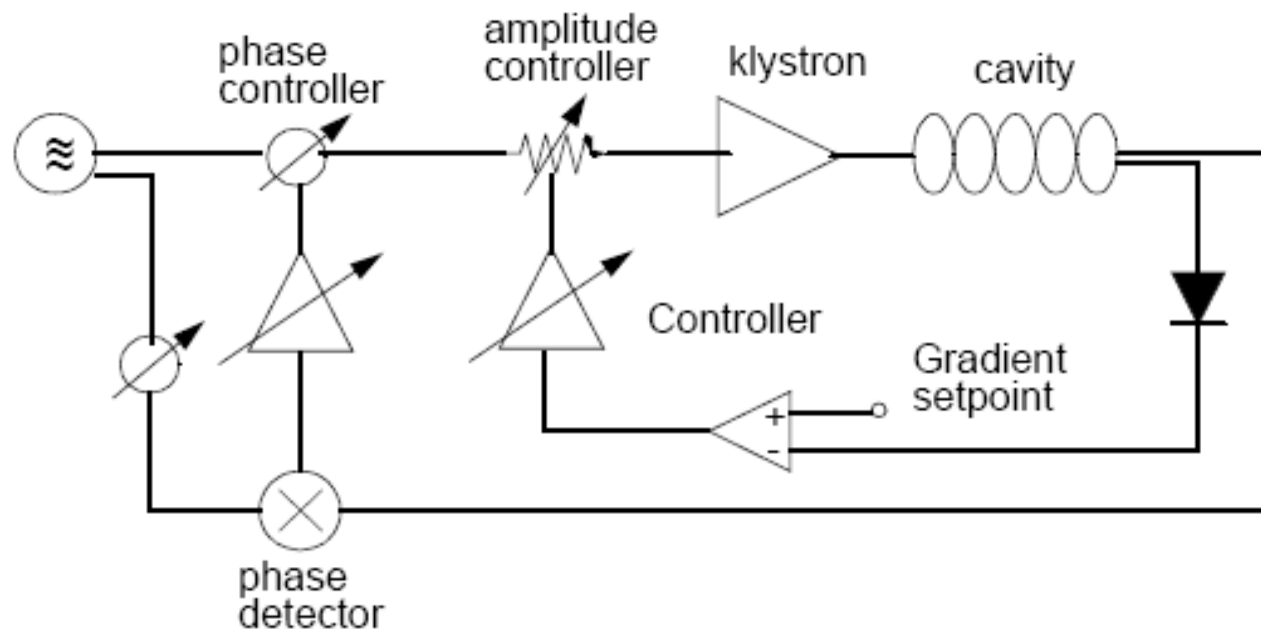 phase
controller
amplitude
controller
klystron
cavity
Controller
Gradient
setpoint
+
-
phase
detector